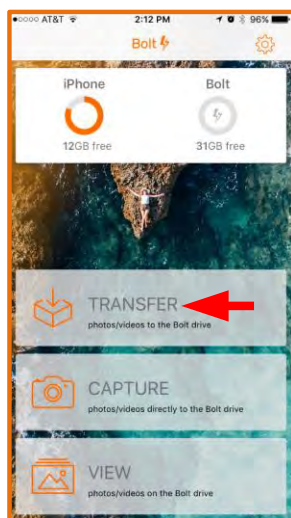 AT&T 2:12 PM 96%
Bolt
iPhone Bolt
12GB free 31GB free
TRANSFER
photos/videos to the Bolt drive
CAPTURE
photos/videos directly to the Bolt drive
VIEW
photos/videos on the Bolt drive